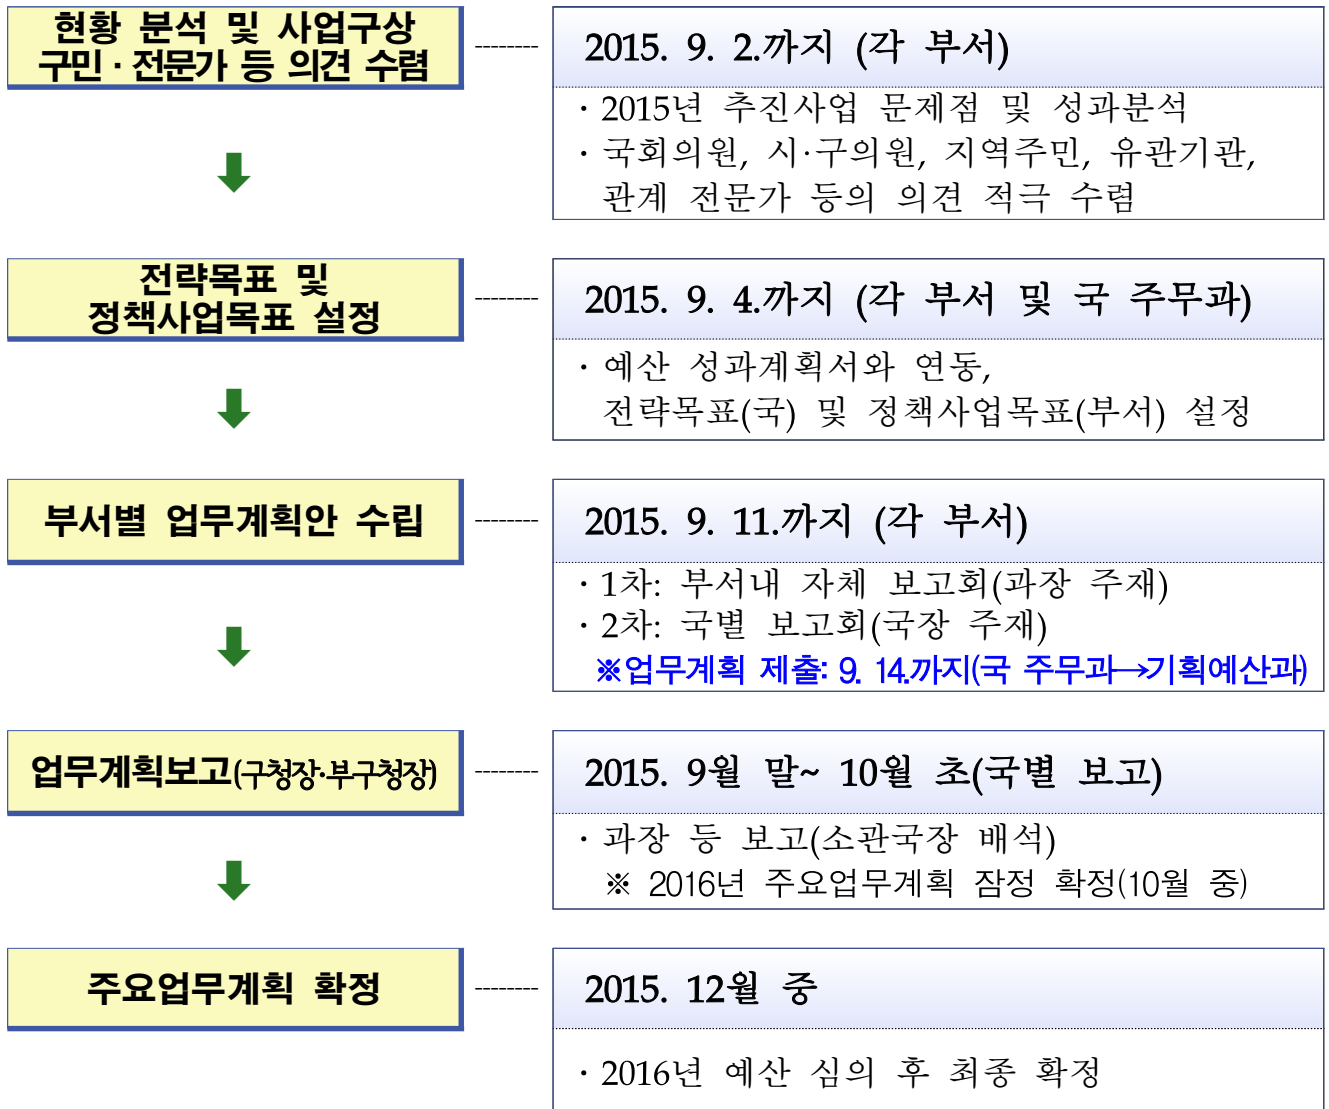 현황 분석 및 사업구상
구민 · 전문가 등 의견 수렴
2015. 9. 2.까지 (각 부서)
· 2015년 추진사업 문제점 및 성과분석
· 국회의원, 시·구의원, 지역주민, 유관기관,
관계 전문가 등의 의견 적극 수렴
전략목표 및
정책사업목표 설정
2015. 9. 4.까지 (각 부서 및 국 주무과)
· 예산 성과계획서와 연동,
전략목표(국) 및 정책사업목표(부서) 설정
부서별 업무계획안 수립
2015. 9. 11.까지 (각 부서)
· 1차: 부서내 자체 보고회(과장 주재)
· 2차: 국별 보고회(국장 주재)
※업무계획 제출: 9. 14.까지(국 주무과→기획예산과)
업무계획보고(구청장·부구청장)
2015. 9월 말~ 10월 초(국별 보고)
· 과장 등 보고(소관국장 배석)
※ 2016년 주요업무계획 잠정 확정(10월 중)
주요업무계획 확정
2015. 12월 중
· 2016년 예산 심의 후 최종 확정